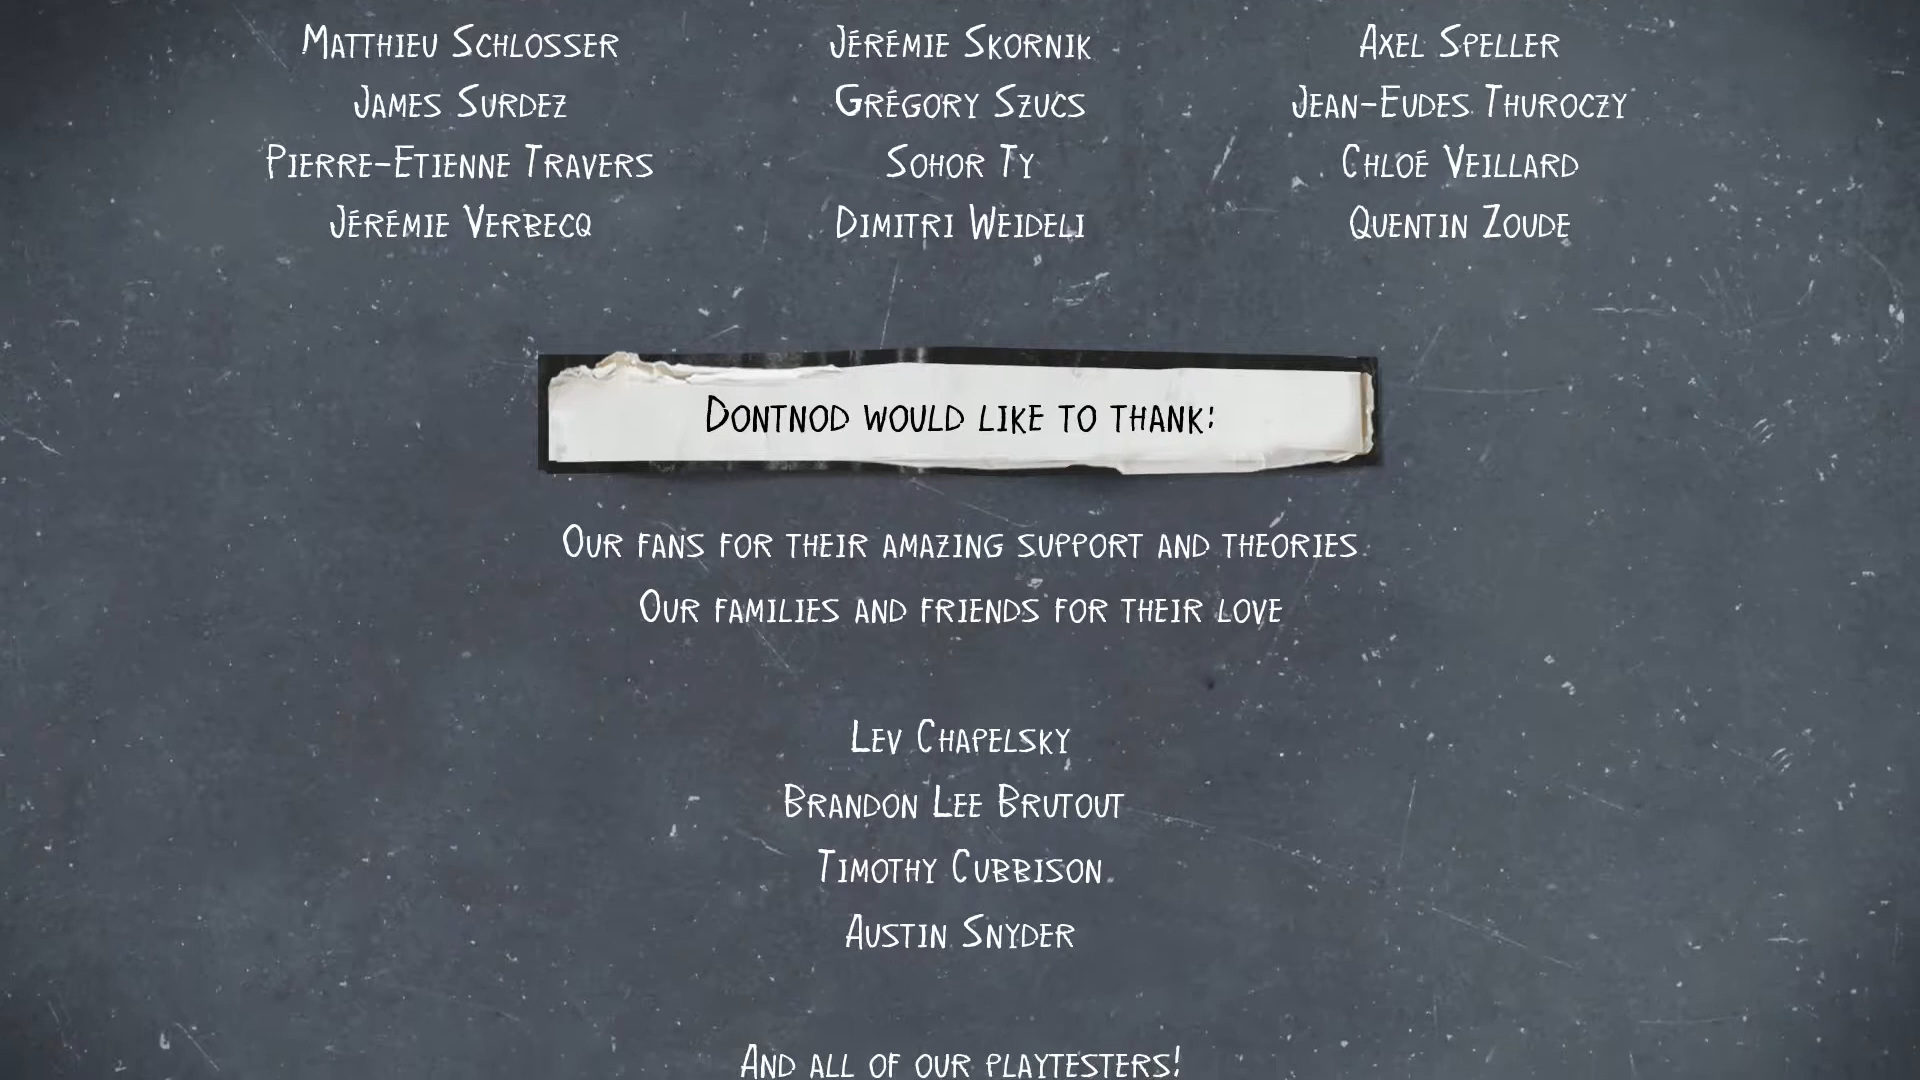 Matthieu Schlosser Jérémie Skornik Axel Speller
James Surdez Grégory Szucs Jean-Eudes Thuroczy
Pierre-Etienne Travers Sohor Ty Chloé Veillard
Jérémie Verbecq Dimitri Weideli Quentin Zoude
Dontnod would like to thank:
Our fans for their amazing support and theories
Our families and friends for their love
Lev Chapelsky
Brandon Lee Brutout
Timothy Cubbison
Austin Snyder
And all of our playtesters!